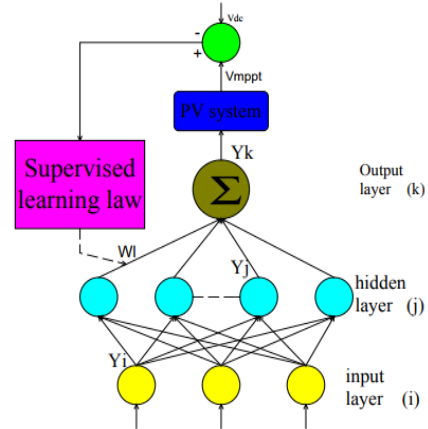 Vdc
-
+
Vmppt
PV system
Yk
Supervised
learning law
Σ
Output
layer (k)
Wl
Yj
hidden
layer (j)
Yi
input
layer (i)